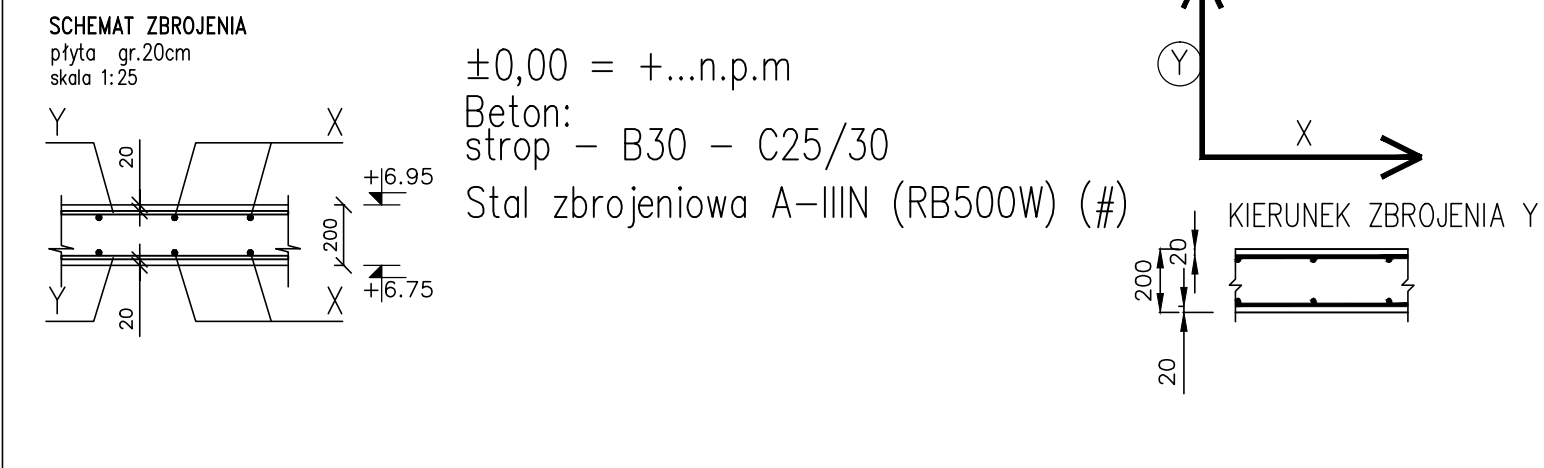 SCHEMAT ZBROJENIA
płyta gr.20cm
skala 1:25
Y
X
20
+6.95
200
+6.75
Y
X
20
±0,00 = +...n.p.m
Beton:
strop - B30 - C25/30
Stal zbrojeniowa A-IIIN (RB500W) (#)
Y
X
KIERUNEK ZBROJENIA Y
20
200
20